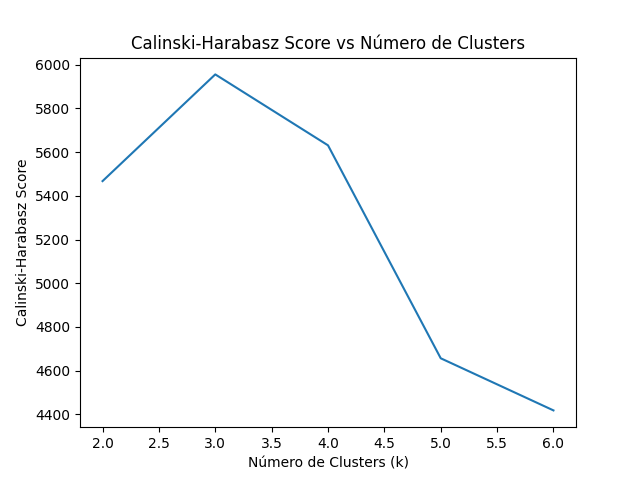 Calinski-Harabasz Score vs Número de Clusters
Calinski-Harabasz Score
6000
5800
5600
5400
5200
5000
4800
4600
4400
2.0 2.5 3.0 3.5 4.0 4.5 5.0 5.5 6.0
Número de Clusters (k)